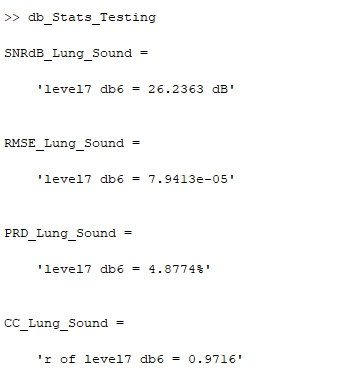 >> db_Stats_Testing
SNRdB_Lung_Sound =
'level7 db6 = 26.2363 dB'
RMSE_Lung_Sound =
'level7 db6 = 7.9413e-05'
PRD_Lung_Sound =
'level7 db6 = 4.8774%'
CC_Lung_Sound =
'r of level7 db6 = 0.9716'